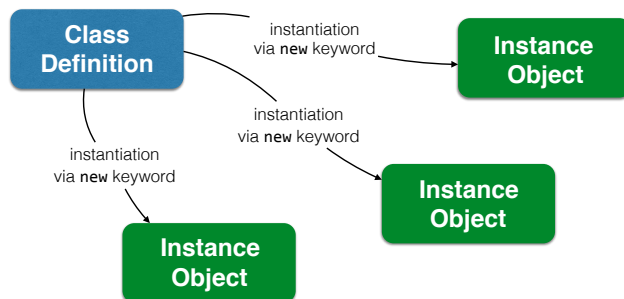 Class
Definition
instantiation
via new keyword
Instance
Object
instantiation
via new keyword
instantiation
via new keyword
Instance
Object
Instance
Object